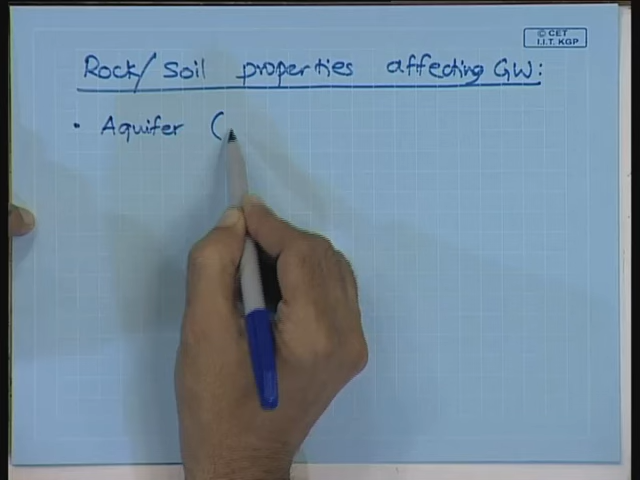 © CET
I.I.T. KGP
Rock/Soil properties affecting GW:
• Aquifer (